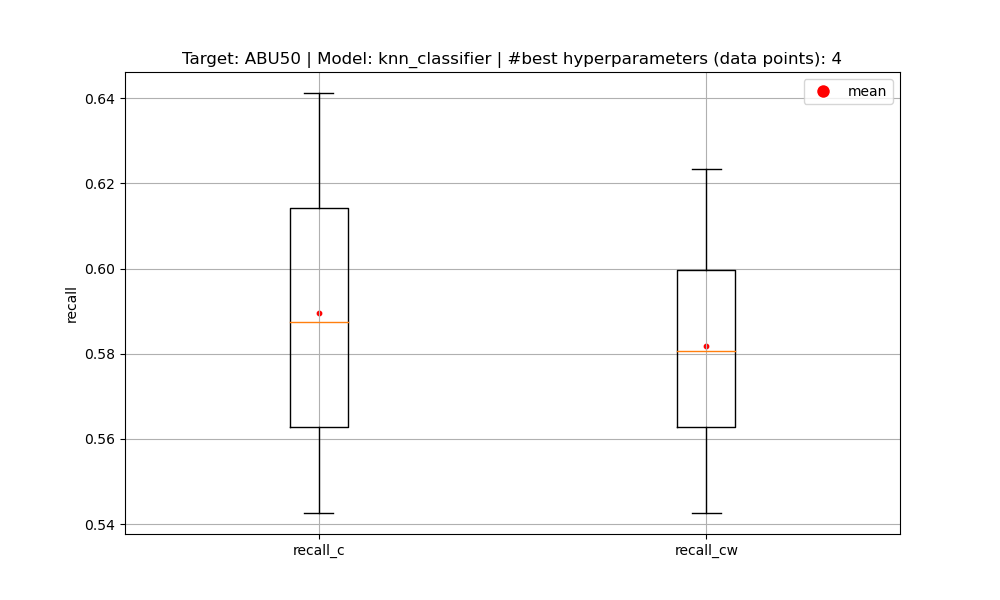 Target: ABU50 | Model: knn_classifier | #best hyperparameters (data points): 4
mean
0.64
0.62
0.60
0.58
0.56
0.54
recall
recall_c
recall_cw